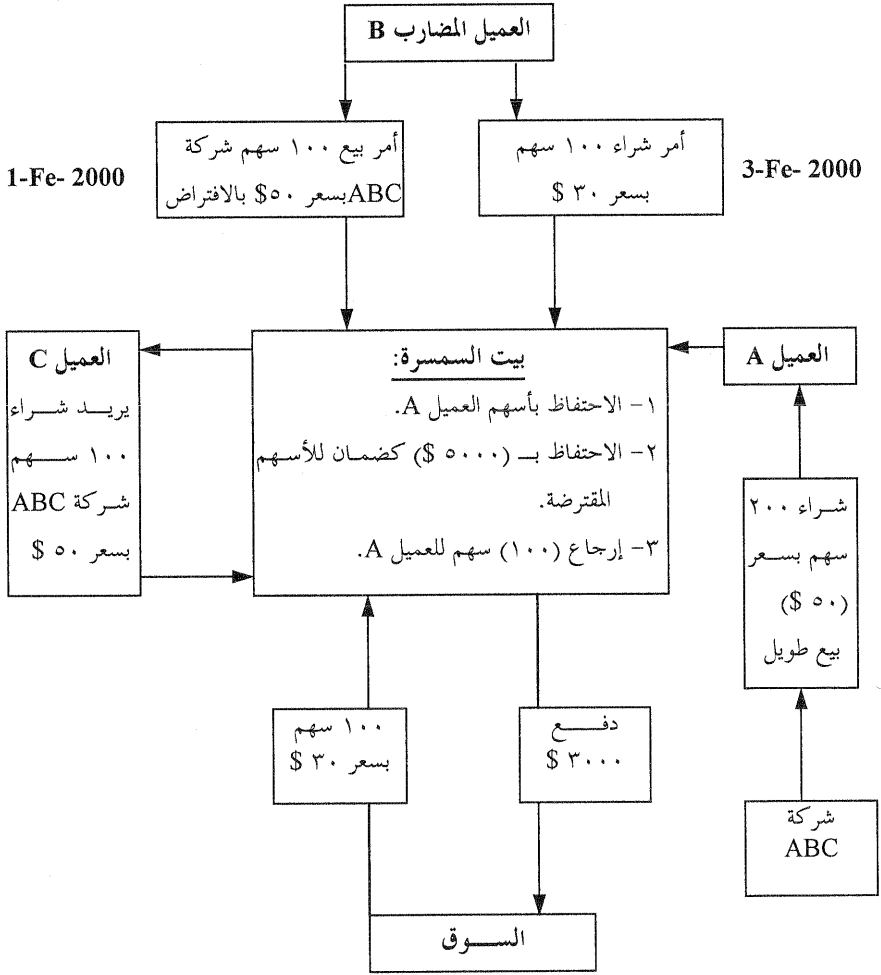 العميل المضارب B
أمر بيع ١٠٠ سهم شركة
ABC بسعر ٥٠$ بالافتراض
1-Fe- 2000
أمر شراء ١٠٠ سهم
بسعر ٣٠ $
3-Fe- 2000
العميل A
بيت السمسرة:
١- الاحتفاظ بأسهم العميل A.
٢- الاحتفاظ بـ (٥٠٠٠ $) كضمان للأسهم
المقترضة.
٣- إرجاع (١٠٠) سهم للعميل A.
العميل C
يريد شراء
١٠٠ سهم
شركة ABC
بسعر ٥٠ $
شراء ٢٠٠
سهم بسعر
(٥٠ $)
بيع طويل
دفع
٣٠٠٠ $
١٠٠ سهم
بسعر ٣٠ $
شركة
ABC
السوق